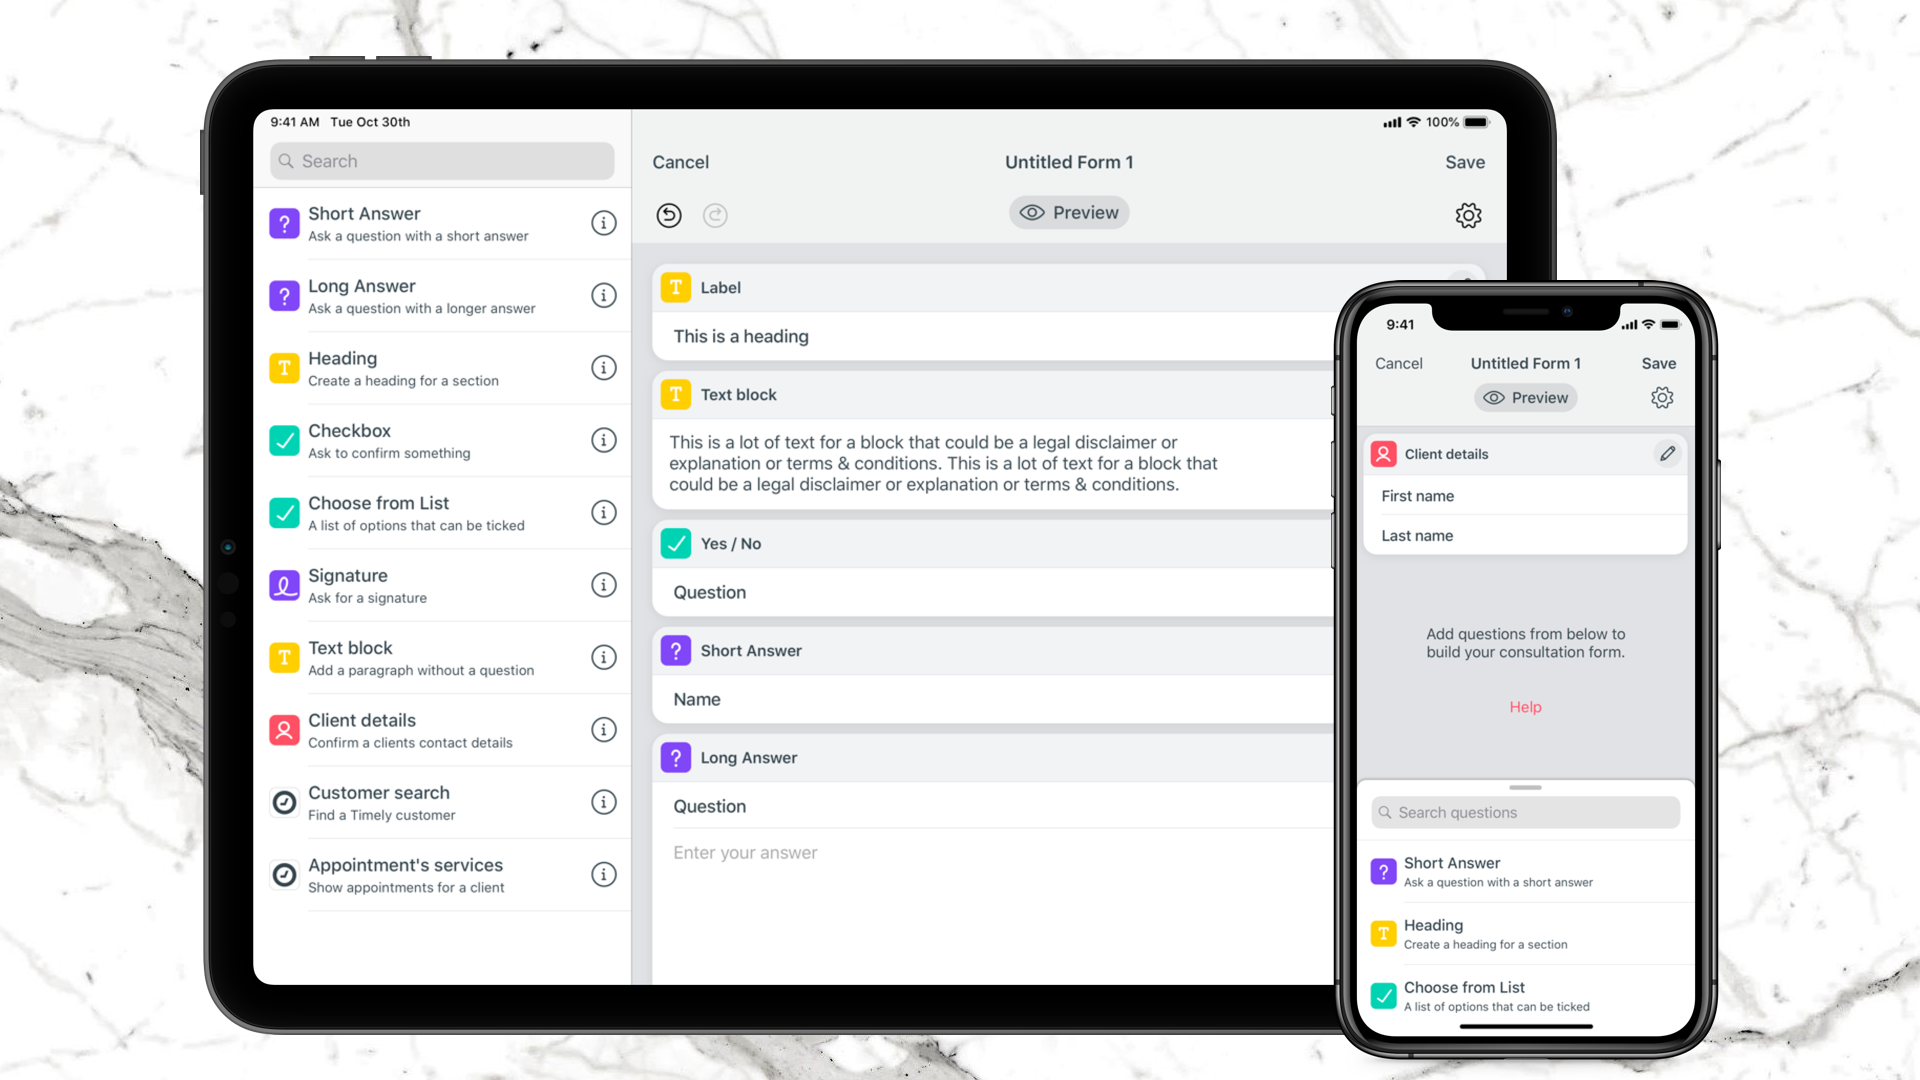 9:41 AM Tue Oct 30th
100%
Search
Short Answer
Ask a question with a short answer
Long Answer
Ask a question with a longer answer
Heading
Create a heading for a section
Checkbox
Ask to confirm something
Choose from List
A list of options that can be ticked
Signature
Ask for a signature
Text block
Add a paragraph without a question
Client details
Confirm a clients contact details
Customer search
Find a Timely customer
Appointment's services
Show appointments for a client
Cancel
Untitled Form 1
Save
Preview
Label
This is a heading
Text block
This is a lot of text for a block that could be a legal disclaimer or
explanation or terms & conditions. This is a lot of text for a block that
could be a legal disclaimer or explanation or terms & conditions.
Yes / No
Question
Short Answer
Name
Long Answer
Question
Enter your answer
9:41
Cancel
Untitled Form 1
Save
Preview
Client details
First name
Last name
Add questions from below to
build your consultation form.
Help
Search questions
Short Answer
Ask a question with a short answer
Heading
Create a heading for a section
Choose from List
A list of options that can be ticked